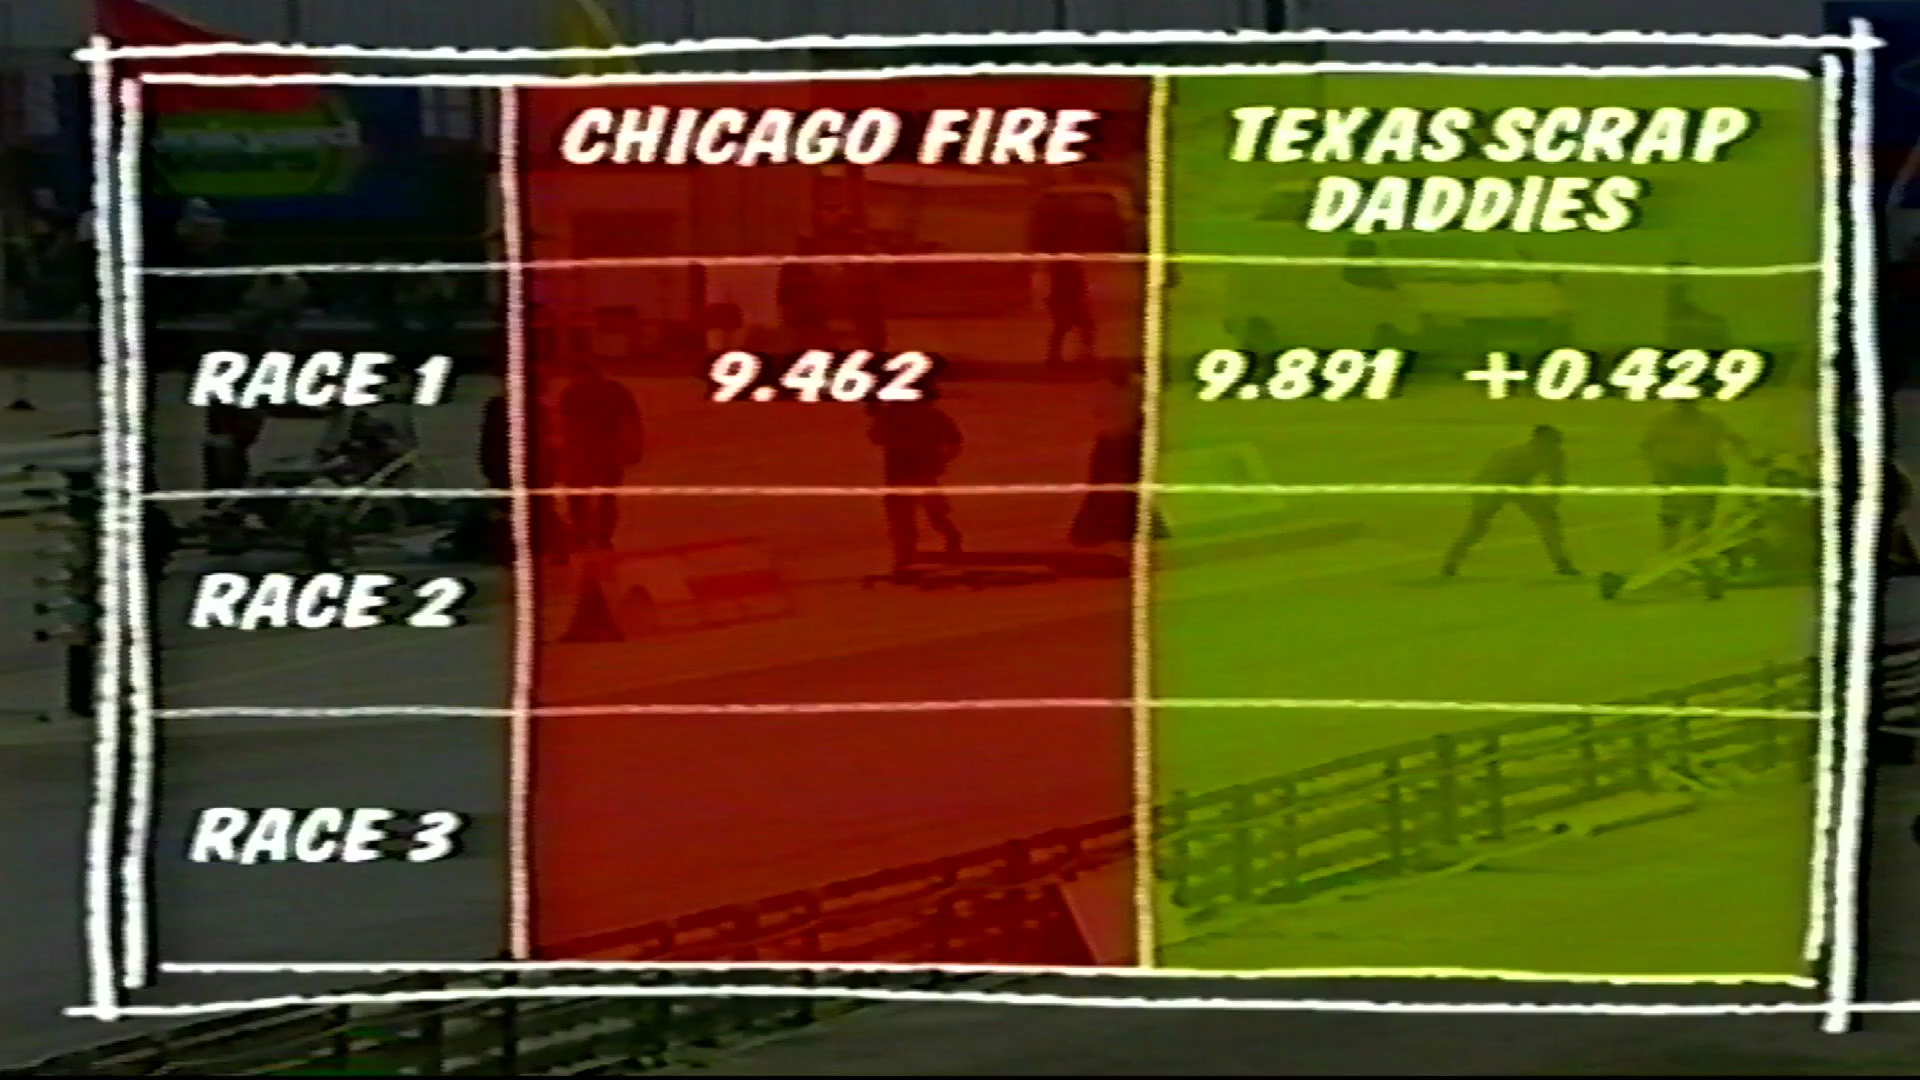 CHICAGO FIRE
TEXAS SCRAP
DADDIES
RACE 1
9.462
9.891 +0.429
RACE 2
RACE 3